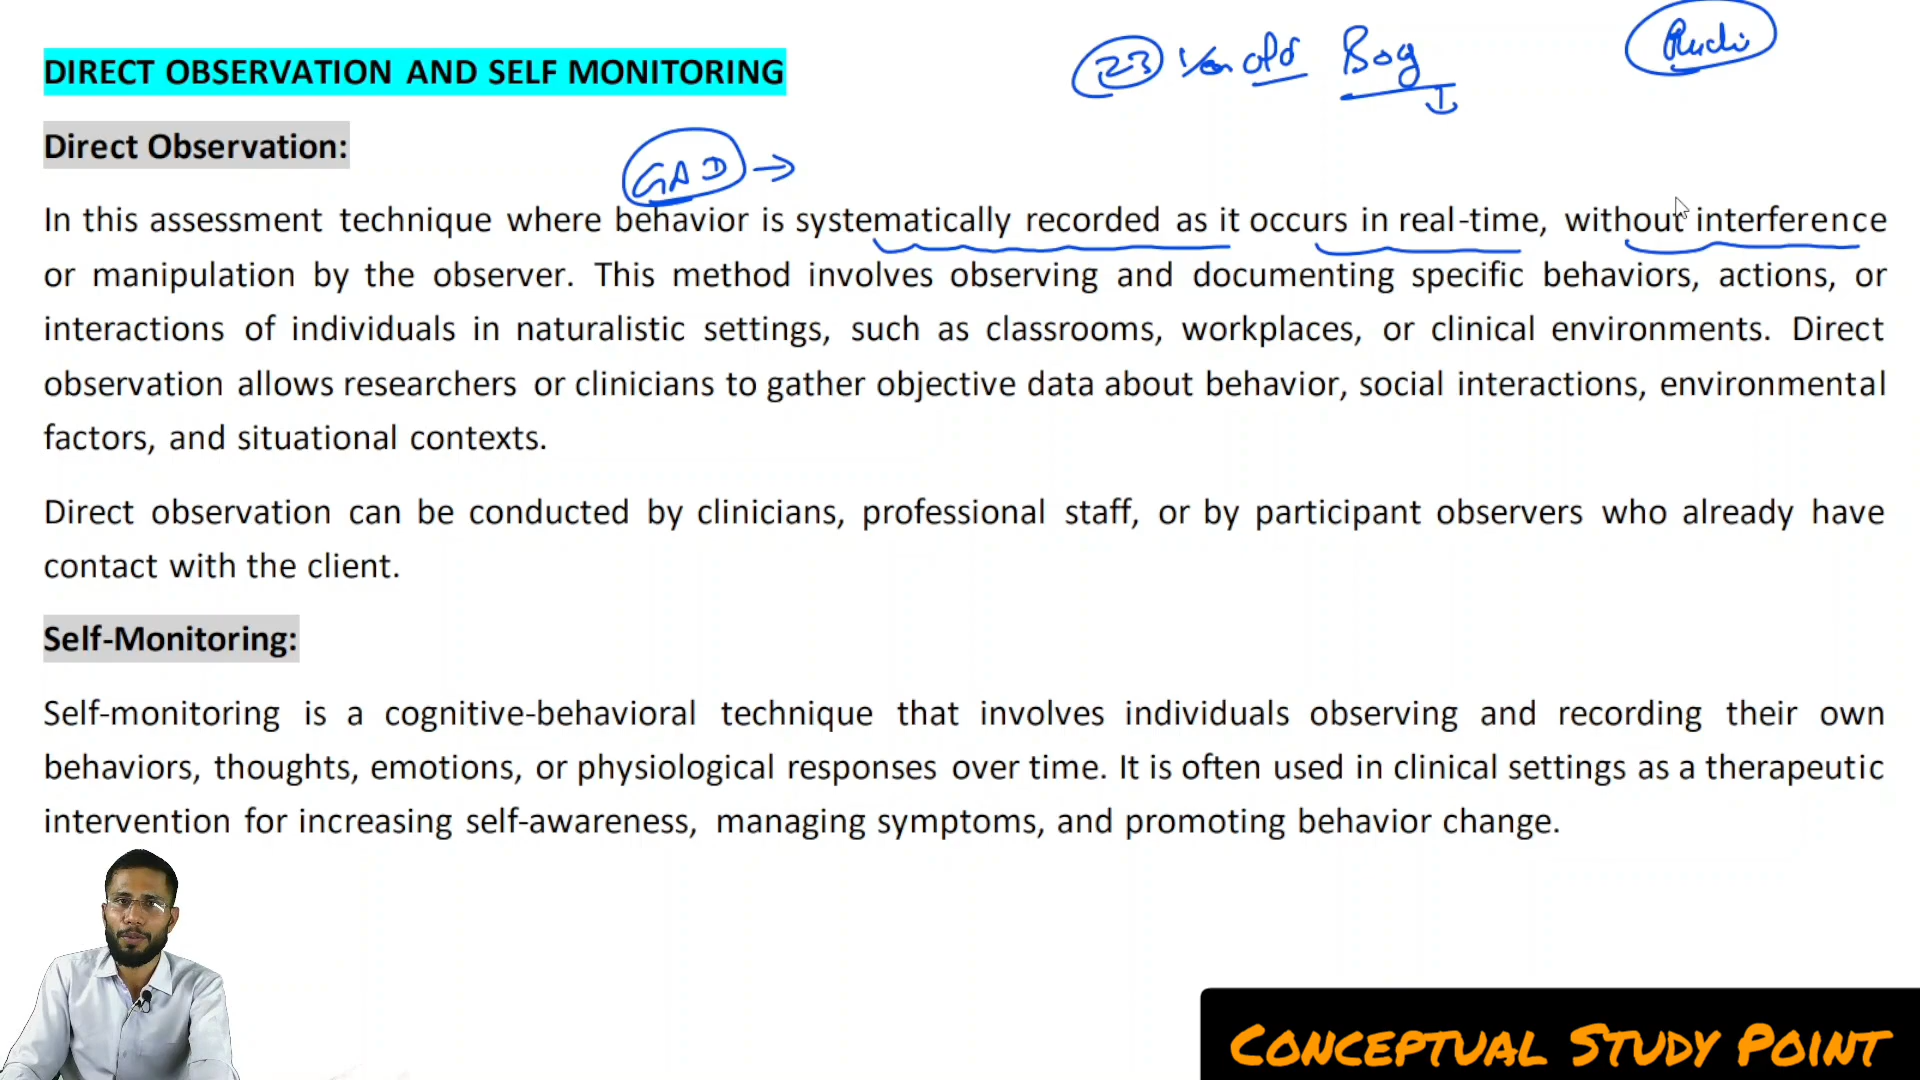 23 Year old Boy
DIRECT OBSERVATION AND SELF MONITORING
Direct Observation:
GAD →
In this assessment technique where behavior is systematically recorded as it occurs in real-time, without interference
or manipulation by the observer. This method involves observing and documenting specific behaviors, actions, or
interactions of individuals in naturalistic settings, such as classrooms, workplaces, or clinical environments. Direct
observation allows researchers or clinicians to gather objective data about behavior, social interactions, environmental
factors, and situational contexts.
Direct observation can be conducted by clinicians, professional staff, or by participant observers who already have
contact with the client.
Self-Monitoring:
Self-monitoring is a cognitive-behavioral technique that involves individuals observing and recording their own
behaviors, thoughts, emotions, or physiological responses over time. It is often used in clinical settings as a therapeutic
intervention for increasing self-awareness, managing symptoms, and promoting behavior change.
CONCEPTUAL STUDY POINT